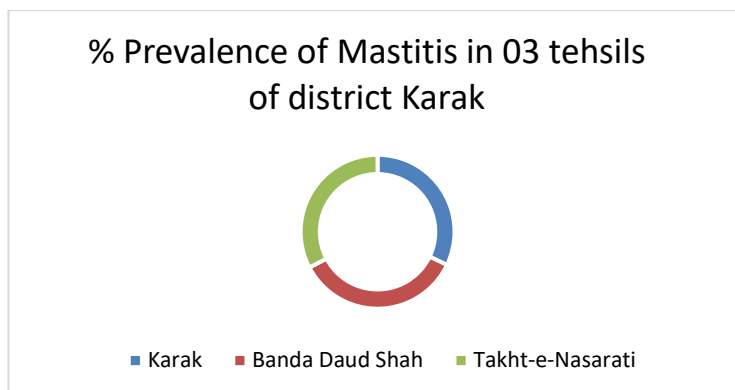 % Prevalence of Mastitis in 03 tehsils
of district Karak
Karak Banda Daud Shah Takht-e-Nasarati